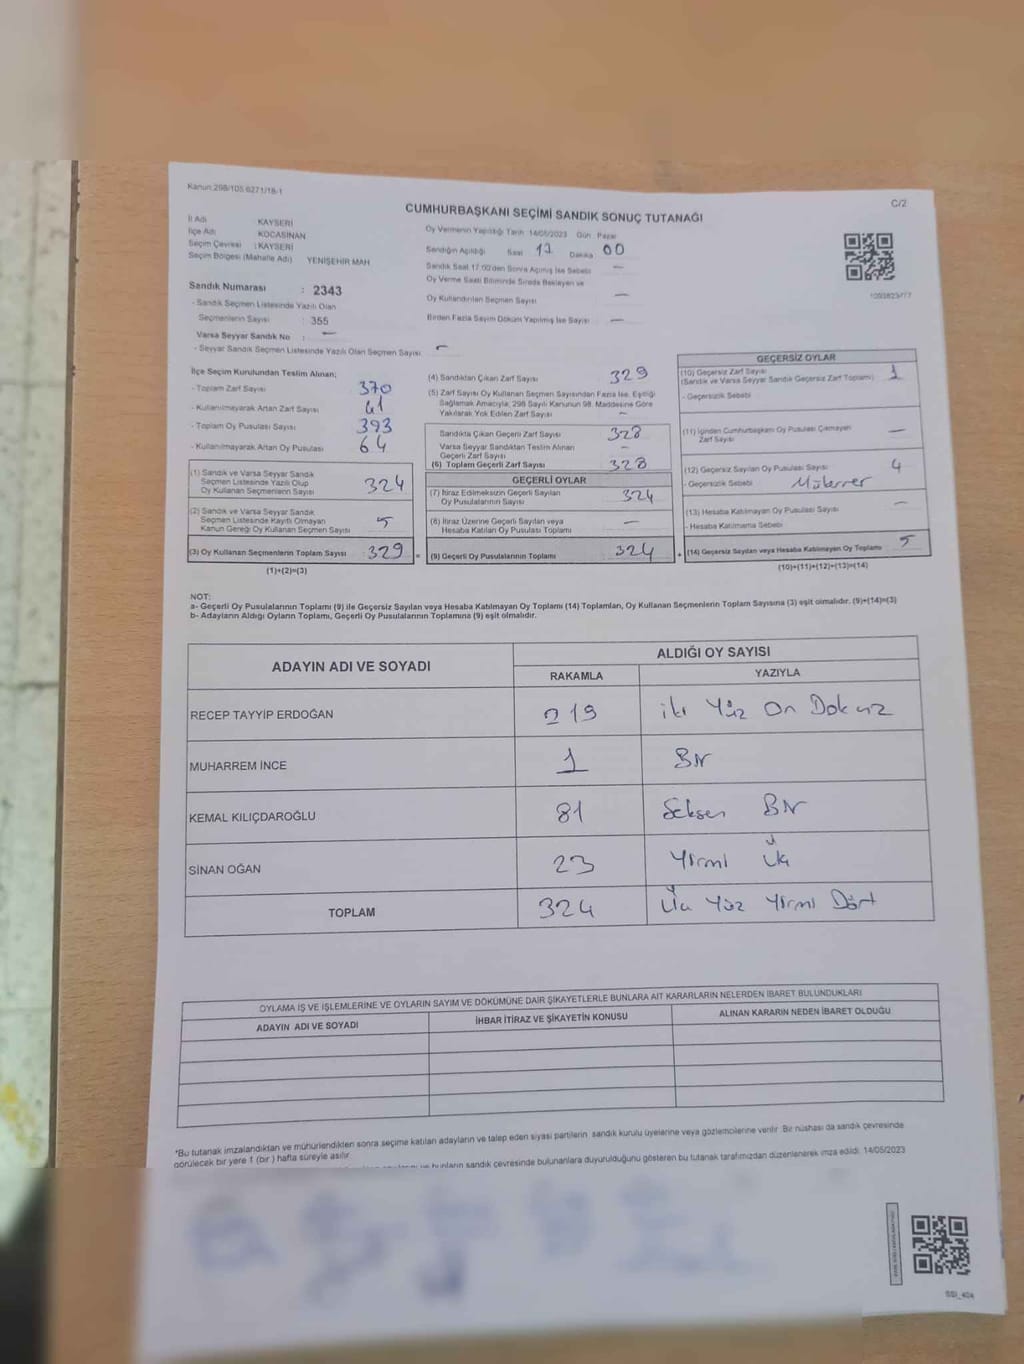 Kanun:298/105 6271/18-1
C/2
CUMHURBAŞKANI SEÇİMİ SANDIK SONUÇ TUTANAĞI
İl Adı KAYSERİ
İlçe Adı : KOCASİNAN
Seçim Çevresi : KAYSERİ
Seçim Bölgesi (Mahalle Adı) YENİŞEHİR MAH
Sandık Numarası : 2343
- Sandık Seçmen Listesinde Yazılı Olan
Seçmenlerin Sayısı : 355
Varsa Seyyar Sandık No : —
- Seyyar Sandık Seçmen Listesinde Yazılı Olan Seçmen Sayısı —
Oy Vermenin Yapıldığı Tarih 14/05/2023 Gün Pazar
Sandığın Açıldığı Saat 17 Dakika 00
Sandık Saat 17:00'den Sonra Açılmış İse Sebebi —
Oy Verme Saati Bitiminde Sırada Bekleyen ve
Oy Kullandırılan Seçmen Sayısı —
Birden Fazla Sayım Döküm Yapılmış İse Sayısı —
İlçe Seçim Kurulundan Teslim Alınan;
- Toplam Zarf Sayısı 370
- Kullanılmayarak Artan Zarf Sayısı 41
- Toplam Oy Pusulası Sayısı 393
- Kullanılmayarak Artan Oy Pusulası 64
(1) Sandık ve Varsa Seyyar Sandık
Seçmen Listesinde Yazılı Olup
Oy Kullanan Seçmenlerin Sayısı 324
(2) Sandık ve Varsa Seyyar Sandık
Seçmen Listesinde Kayıtlı Olmayan
Kanun Gereği Oy Kullanan Seçmen Sayısı 5
(3) Oy Kullanan Seçmenlerin Toplam Sayısı 329 =
(1)+(2)=(3)
(4) Sandıktan Çıkan Zarf Sayısı 329
(5) Zarf Sayısı Oy Kullanan Seçmen Sayısından Fazla İse, Eşitliği
Sağlamak Amacıyla, 298 Sayılı Kanunun 98. Maddesine Göre
Yakılarak Yok Edilen Zarf Sayısı —
Sandıkta Çıkan Geçerli Zarf Sayısı 328
Varsa Seyyar Sandıktan Teslim Alınan
Geçerli Zarf Sayısı —
(6) Toplam Geçerli Zarf Sayısı 328
GEÇERLİ OYLAR
(7) İtiraz Edilmeksizin Geçerli Sayılan
Oy Pusulalarının Sayısı 324
(8) İtiraz Üzerine Geçerli Sayılan veya
Hesaba Katılan Oy Pusulası Toplamı —
(9) Geçerli Oy Pusulalarının Toplamı 324 +
GEÇERSİZ OYLAR
(10) Geçersiz Zarf Sayısı
(Sandık ve Varsa Seyyar Sandık Geçersiz Zarf Toplamı) 1
- Geçersizlik Sebebi
(11) İçinden Cumhurbaşkanı Oy Pusulası Çıkmayan
Zarf Sayısı —
(12) Geçersiz Sayılan Oy Pusulası Sayısı 4
- Geçersizlik Sebebi Mükerrer
(13) Hesaba Katılmayan Oy Pusulası Sayısı —
- Hesaba Katılmama Sebebi
(14) Geçersiz Sayılan veya Hesaba Katılmayan Oy Toplamı 5
(10)+(11)+(12)+(13)=(14)
NOT:
a- Geçerli Oy Pusulalarının Toplamı (9) ile Geçersiz Sayılan veya Hesaba Katılmayan Oy Toplamı (14) Toplamları, Oy Kullanan Seçmenlerin Toplam Sayısına (3) eşit olmalıdır. (9)+(14)=(3)
b- Adayların Aldığı Oyların Toplamı, Geçerli Oy Pusulalarının Toplamına (9) eşit olmalıdır.
ADAYIN ADI VE SOYADI ALDIĞI OY SAYISI
RAKAMLA YAZIYLA
RECEP TAYYİP ERDOĞAN 219 iki Yüz On Dokuz
MUHARREM İNCE 1 Bir
KEMAL KILIÇDAROĞLU 81 Seksen Bir
SİNAN OĞAN 23 Yirmi Üç
TOPLAM 324 Üç Yüz Yirmi Dört
OYLAMA İŞ VE İŞLEMLERİNE VE OYLARIN SAYIM VE DÖKÜMÜNE DAİR ŞİKAYETLERLE BUNLARA AİT KARARLARIN NELERDEN İBARET BULUNDUKLARI
ADAYIN ADI VE SOYADI İHBAR İTİRAZ VE ŞİKAYETİN KONUSU ALINAN KARARIN NEDEN İBARET OLDUĞU
*Bu tutanak imzalandıktan ve mühürlendikten sonra seçime katılan adayların ve talep eden siyasi partilerin sandık kurulu üyelerine veya gözlemcilerine verilir. Bir nüshası da sandık çevresinde
görülecek bir yere 1 (bir) hafta süreyle asılır.
bunların sandık çevresinde bulunanlara duyurulduğunu gösteren bu tutanak tarafımızdan düzenlenerek imza edildi. 14/05/2023
SSI_404